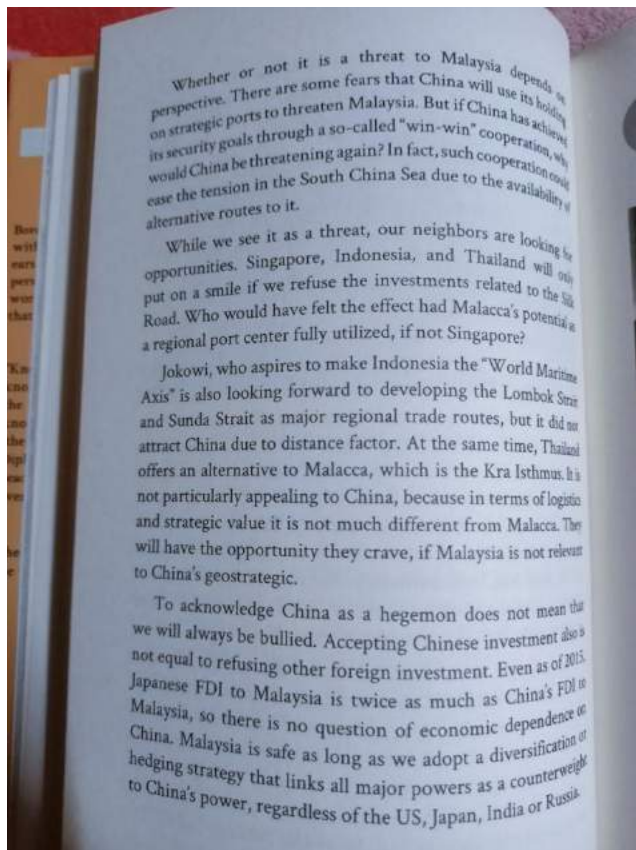 Whether or not it is a threat to Malaysia depends on
perspective. There are some fears that China will use its holding
on strategic ports to threaten Malaysia. But if China has achieved
its security goals through a so-called "win-win" cooperation, why
would China be threatening again? In fact, such cooperation could
ease the tension in the South China Sea due to the availability of
alternative routes to it.
While we see it as a threat, our neighbors are looking for
opportunities. Singapore, Indonesia, and Thailand will only
put on a smile if we refuse the investments related to the Silk
Road. Who would have felt the effect had Malacca's potential as
a regional port center fully utilized, if not Singapore?
Jokowi, who aspires to make Indonesia the "World Maritime
Axis" is also looking forward to developing the Lombok Strait
and Sunda Strait as major regional trade routes, but it did not
attract China due to distance factor. At the same time, Thailand
offers an alternative to Malacca, which is the Kra Isthmus. It is
not particularly appealing to China, because in terms of logistics
and strategic value it is not much different from Malacca. They
will have the opportunity they crave, if Malaysia is not relevant
to China's geostrategic.
To acknowledge China as a hegemon does not mean that
we will always be bullied. Accepting Chinese investment also is
not equal to refusing other foreign investment. Even as of 2015,
Japanese FDI to Malaysia is twice as much as China's FDI to
Malaysia, so there is no question of economic dependence on
China. Malaysia is safe as long as we adopt a diversification of
hedging strategy that links all major powers as a counterweight
to China's power, regardless of the US, Japan, India or Russia.